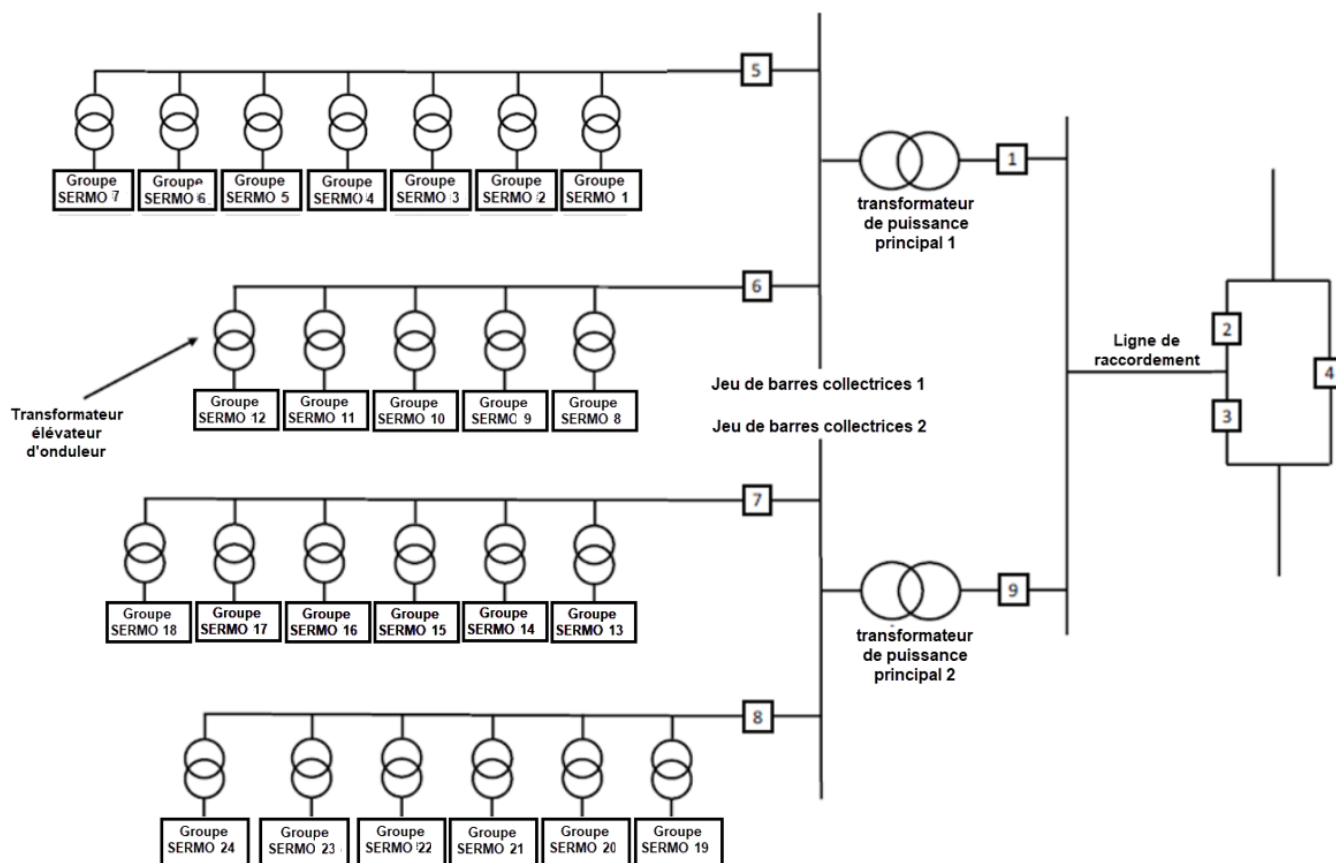 5
Groupe
SERMO 7
Groupe
SERMO 6
Groupe
SERMO 5
Groupe
SERMO 4
Groupe
SERMO 3
Groupe
SERMO 2
Groupe
SERMO 1
1
transformateur
de puissance
principal 1
6
Groupe
SERMO 12
Groupe
SERMO 11
Groupe
SERMO 10
Groupe
SERMO 9
Groupe
SERMO 8
Transformateur
élévateur
d'onduleur
Jeu de barres collectrices 1
Jeu de barres collectrices 2
Ligne de
raccordement
2
3
4
7
Groupe
SERMO 18
Groupe
SERMO 17
Groupe
SERMO 16
Groupe
SERMO 15
Groupe
SERMO 14
Groupe
SERMO 13
9
transformateur
de puissance
principal 2
8
Groupe
SERMO 24
Groupe
SERMO 23
Groupe
SERMO 22
Groupe
SERMO 21
Groupe
SERMO 20
Groupe
SERMO 19